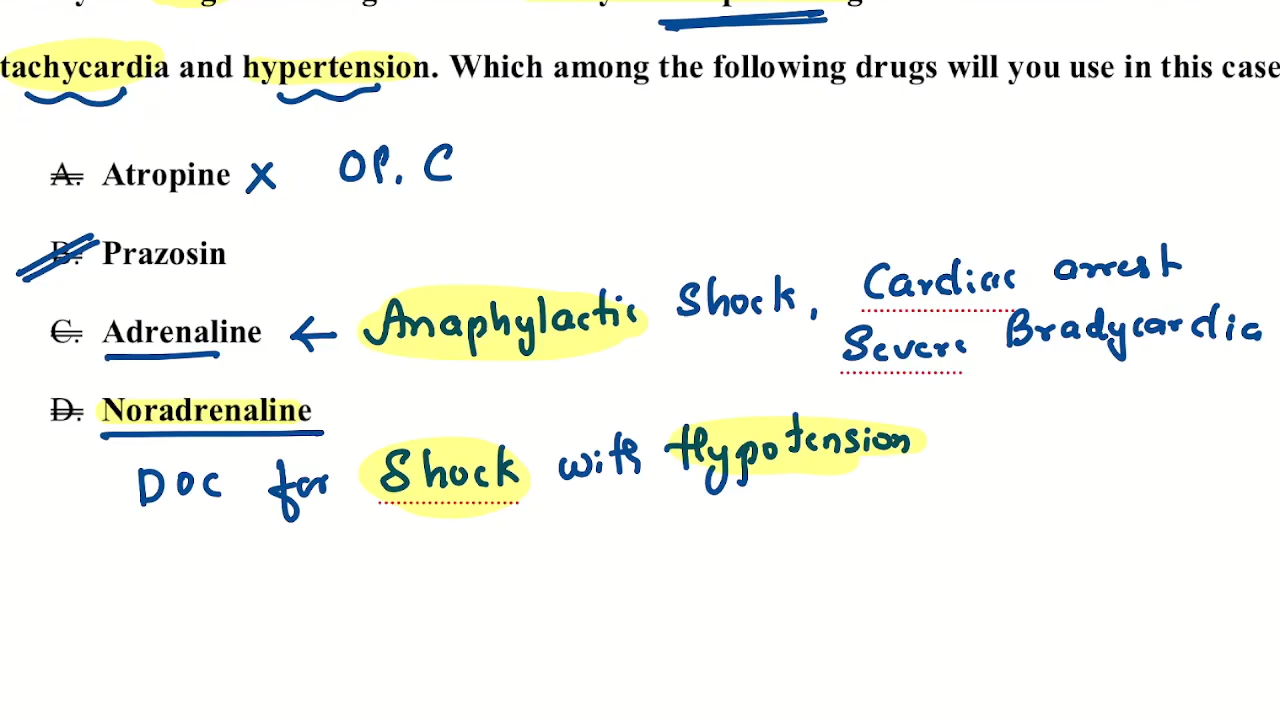 tachycardia and hypertension. Which among the following drugs will you use in this case
A. Atropine x OP. C
B. Prazosin
C. Adrenaline ← Anaphylactic Shock, Cardiac arrest
Severe Bradycardia
D. Noradrenaline
DOC for Shock with Hypotension